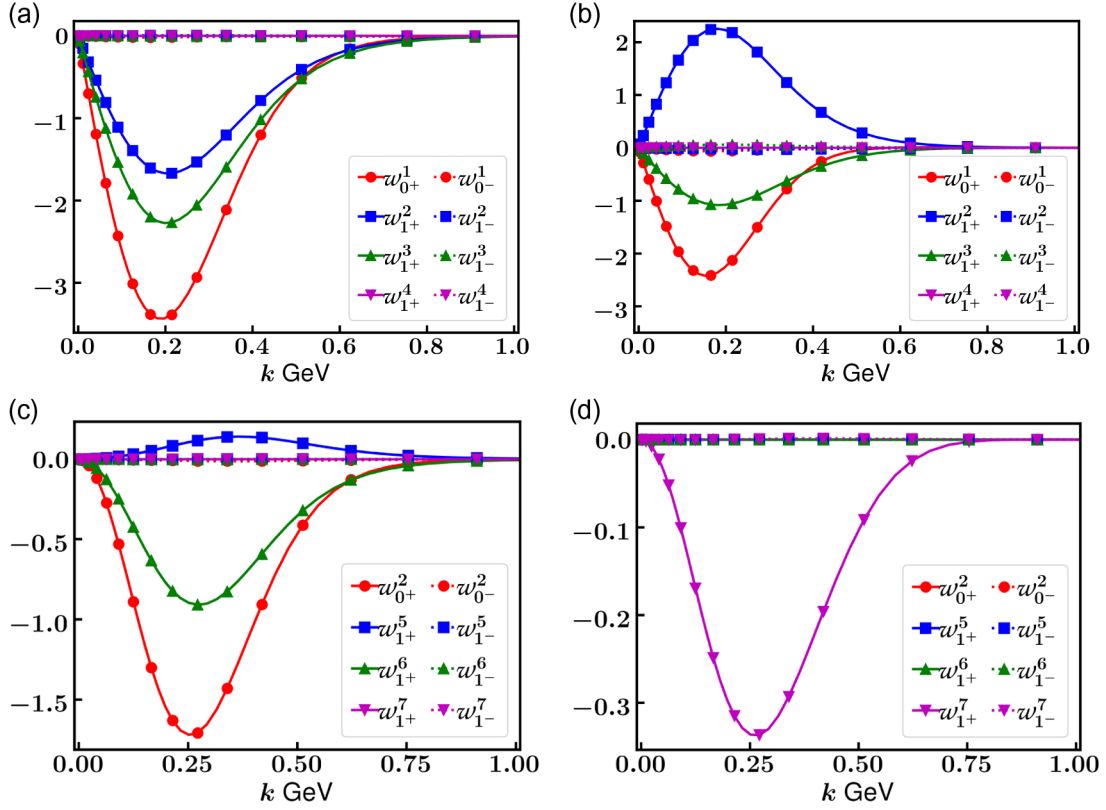 (a)
0
−1
−2
−3
w^1_{0+} w^1_{0−}
w^2_{1+} w^2_{1−}
w^3_{1+} w^3_{1−}
w^4_{1+} w^4_{1−}
0.0 0.2 0.4 0.6 0.8 1.0
k GeV
(b)
2
1
0
−1
−2
−3
w^1_{0+} w^1_{0−}
w^2_{1+} w^2_{1−}
w^3_{1+} w^3_{1−}
w^4_{1+} w^4_{1−}
0.0 0.2 0.4 0.6 0.8 1.0
k GeV
(c)
0.0
−0.5
−1.0
−1.5
w^2_{0+} w^2_{0−}
w^5_{1+} w^5_{1−}
w^6_{1+} w^6_{1−}
w^7_{1+} w^7_{1−}
0.00 0.25 0.50 0.75 1.00
k GeV
(d)
0.0
−0.1
−0.2
−0.3
w^2_{0+} w^2_{0−}
w^5_{1+} w^5_{1−}
w^6_{1+} w^6_{1−}
w^7_{1+} w^7_{1−}
0.00 0.25 0.50 0.75 1.00
k GeV